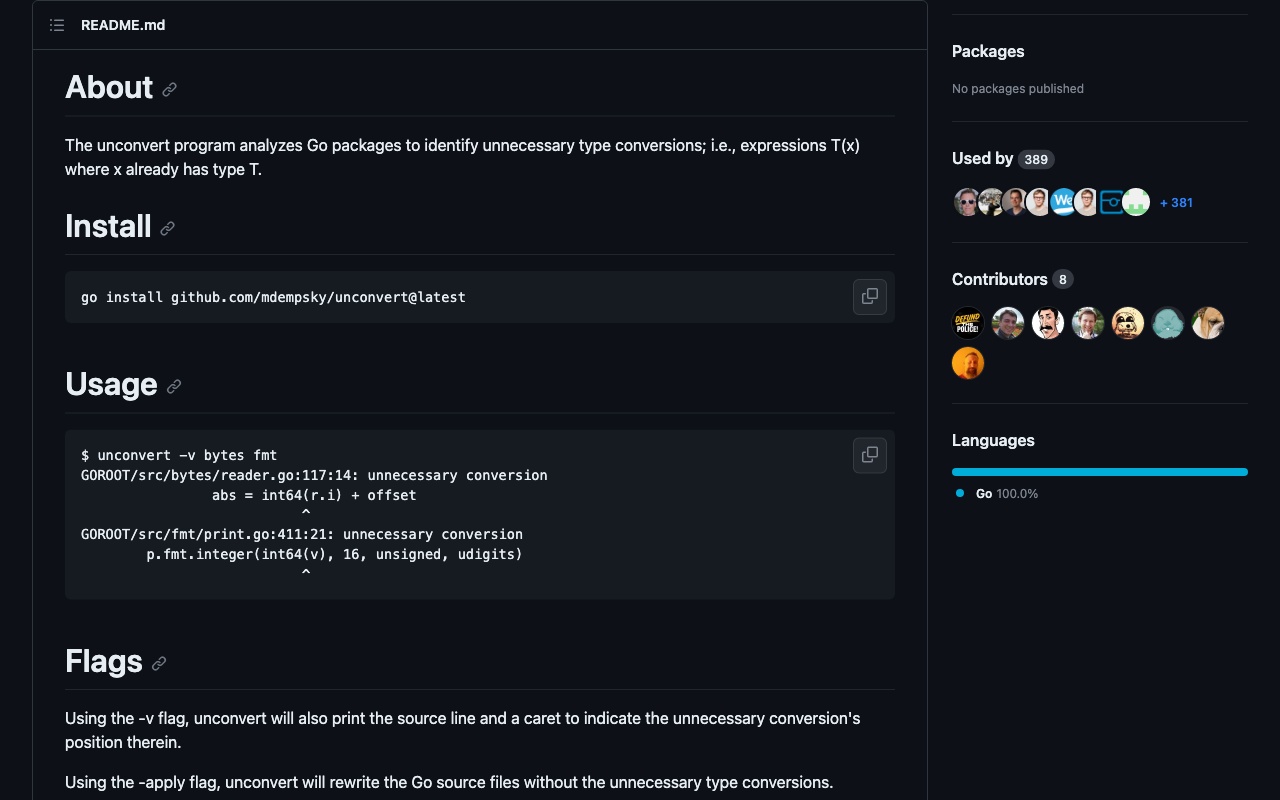 README.md
About
The unconvert program analyzes Go packages to identify unnecessary type conversions; i.e., expressions T(x)
where x already has type T.
Install
go install github.com/mdempsky/unconvert@latest
Usage
$ unconvert -v bytes fmt
GOROOT/src/bytes/reader.go:117:14: unnecessary conversion
                abs = int64(r.i) + offset
                           ^
GOROOT/src/fmt/print.go:411:21: unnecessary conversion
        p.fmt.integer(int64(v), 16, unsigned, udigits)
                           ^
Flags
Using the -v flag, unconvert will also print the source line and a caret to indicate the unnecessary conversion's
position therein.
Using the -apply flag, unconvert will rewrite the Go source files without the unnecessary type conversions.
Packages
No packages published
Used by 389
We
+ 381
Contributors 8
DEFUND
THE
POLICE!
Languages
Go 100.0%